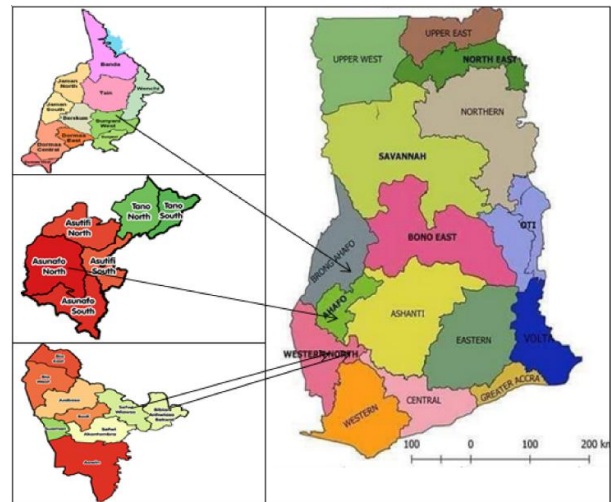 Banda
Jaman
North
Tain
Wenchi
Jaman
South
Berekum
Sunyani
West
Dormaa
East
Dormaa
Central
Tano
North
Tano
South
Asutifi
North
Asunafo
North
Asutifi
South
Asunafo
South
UPPER EAST
UPPER WEST
NORTH EAST
NORTHERN
SAVANNAH
BONO EAST
OTI
BRONG AHAFO
AHAFO
ASHANTI
EASTERN
VOLTA
WESTERN NORTH
WESTERN
CENTRAL
GREATER ACCRA
100 0 100 200 km